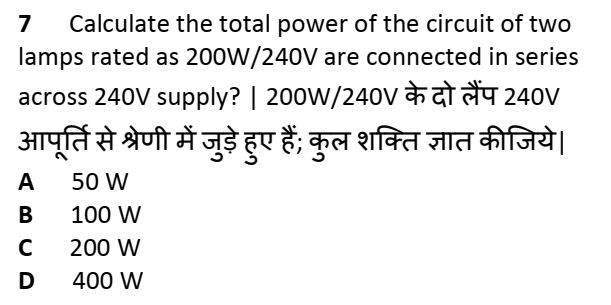 7 Calculate the total power of the circuit of two
lamps rated as 200W/240V are connected in series
across 240V supply? | 200W/240V के दो लैंप 240V
आपूर्ति से श्रेणी में जुड़े हुए हैं; कुल शक्ति ज्ञात कीजिये|
A 50 W
B 100 W
C 200 W
D 400 W